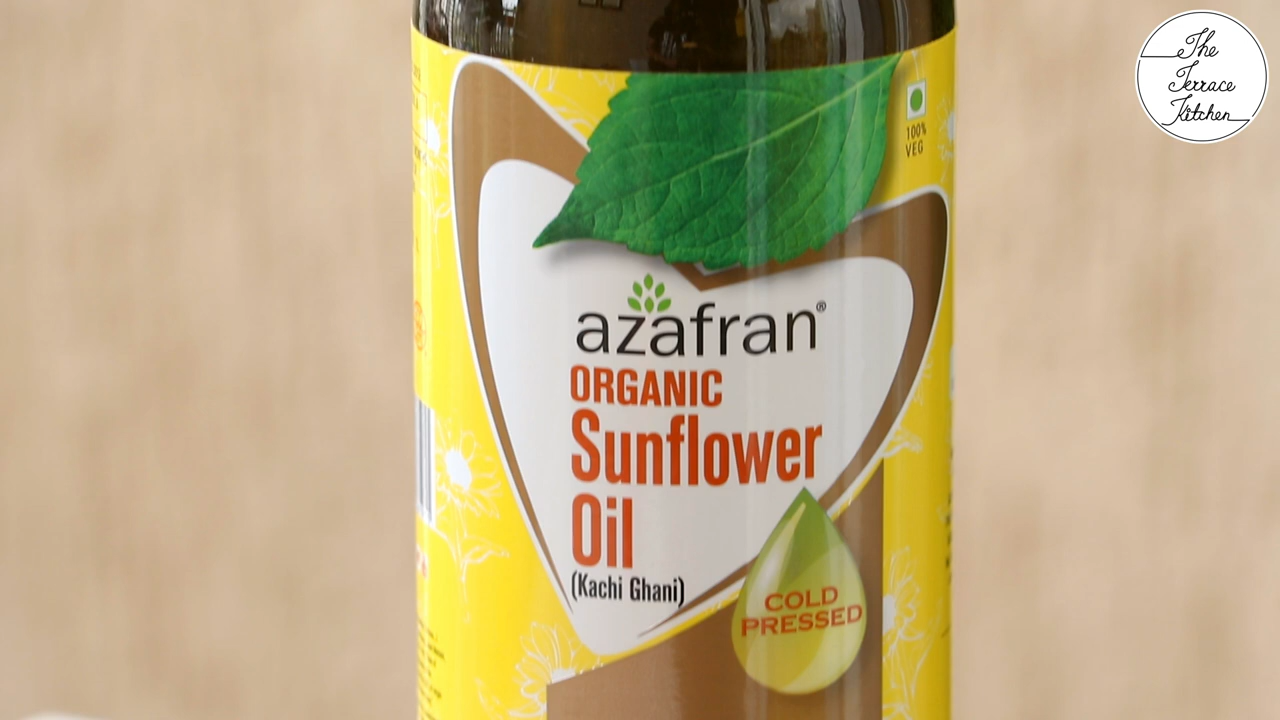 The
Terrace
Kitchen
100%
VEG
azafran®
ORGANIC
Sunflower
Oil
(Kachi Ghani)
COLD
PRESSED